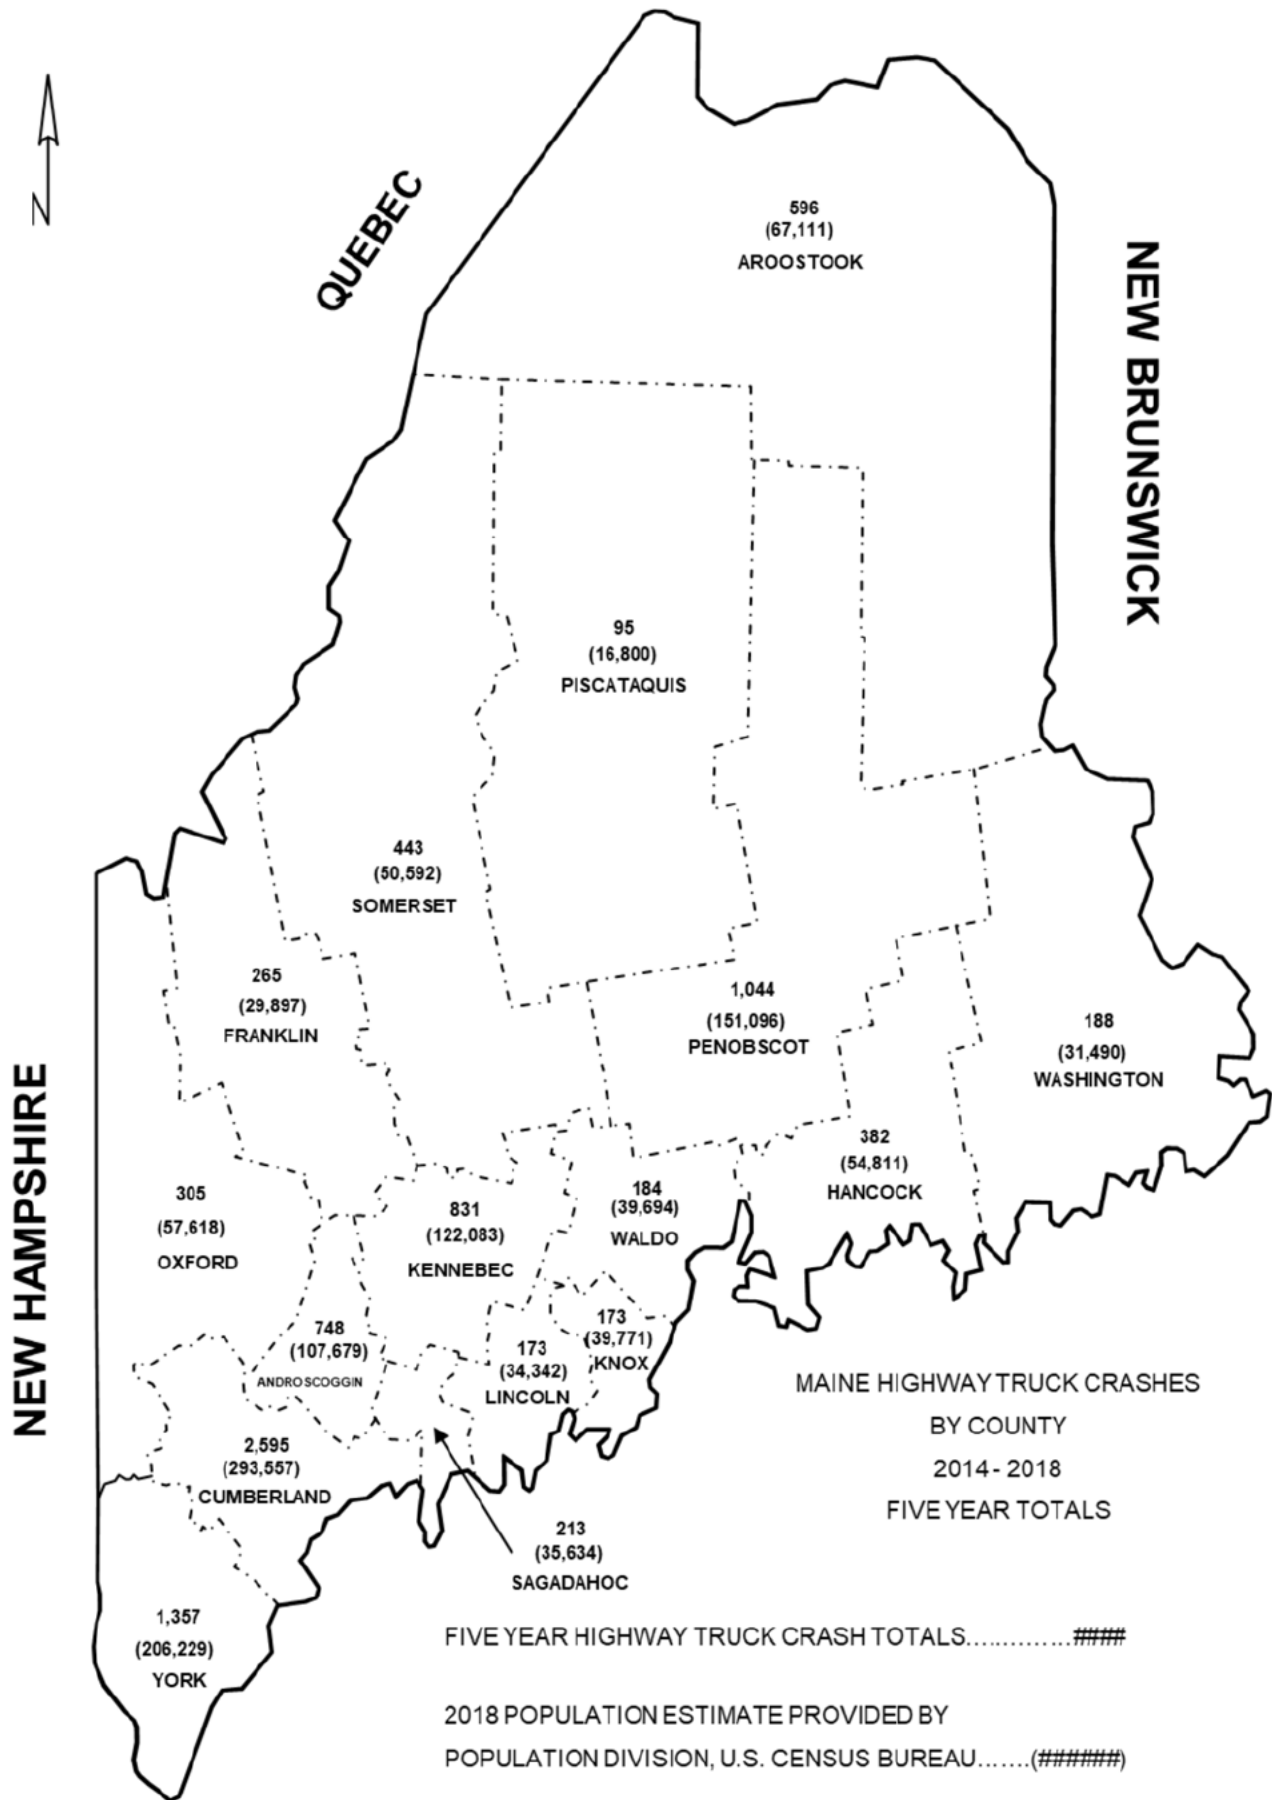 N
QUEBEC
NEW BRUNSWICK
NEW HAMPSHIRE
596
(67,111)
AROOSTOOK
95
(16,800)
PISCATAQUIS
443
(50,592)
SOMERSET
265
(29,897)
FRANKLIN
1,044
(151,096)
PENOBSCOT
188
(31,490)
WASHINGTON
382
(54,811)
HANCOCK
305
(57,618)
OXFORD
831
(122,083)
KENNEBEC
184
(39,694)
WALDO
748
(107,679)
ANDROSCOGGIN
173
(34,342)
LINCOLN
173
(39,771)
KNOX
2,595
(293,557)
CUMBERLAND
213
(35,634)
SAGADAHOC
1,357
(206,229)
YORK
MAINE HIGHWAY TRUCK CRASHES
BY COUNTY
2014 - 2018
FIVE YEAR TOTALS
FIVE YEAR HIGHWAY TRUCK CRASH TOTALS..............####
2018 POPULATION ESTIMATE PROVIDED BY
POPULATION DIVISION, U.S. CENSUS BUREAU.......(######)